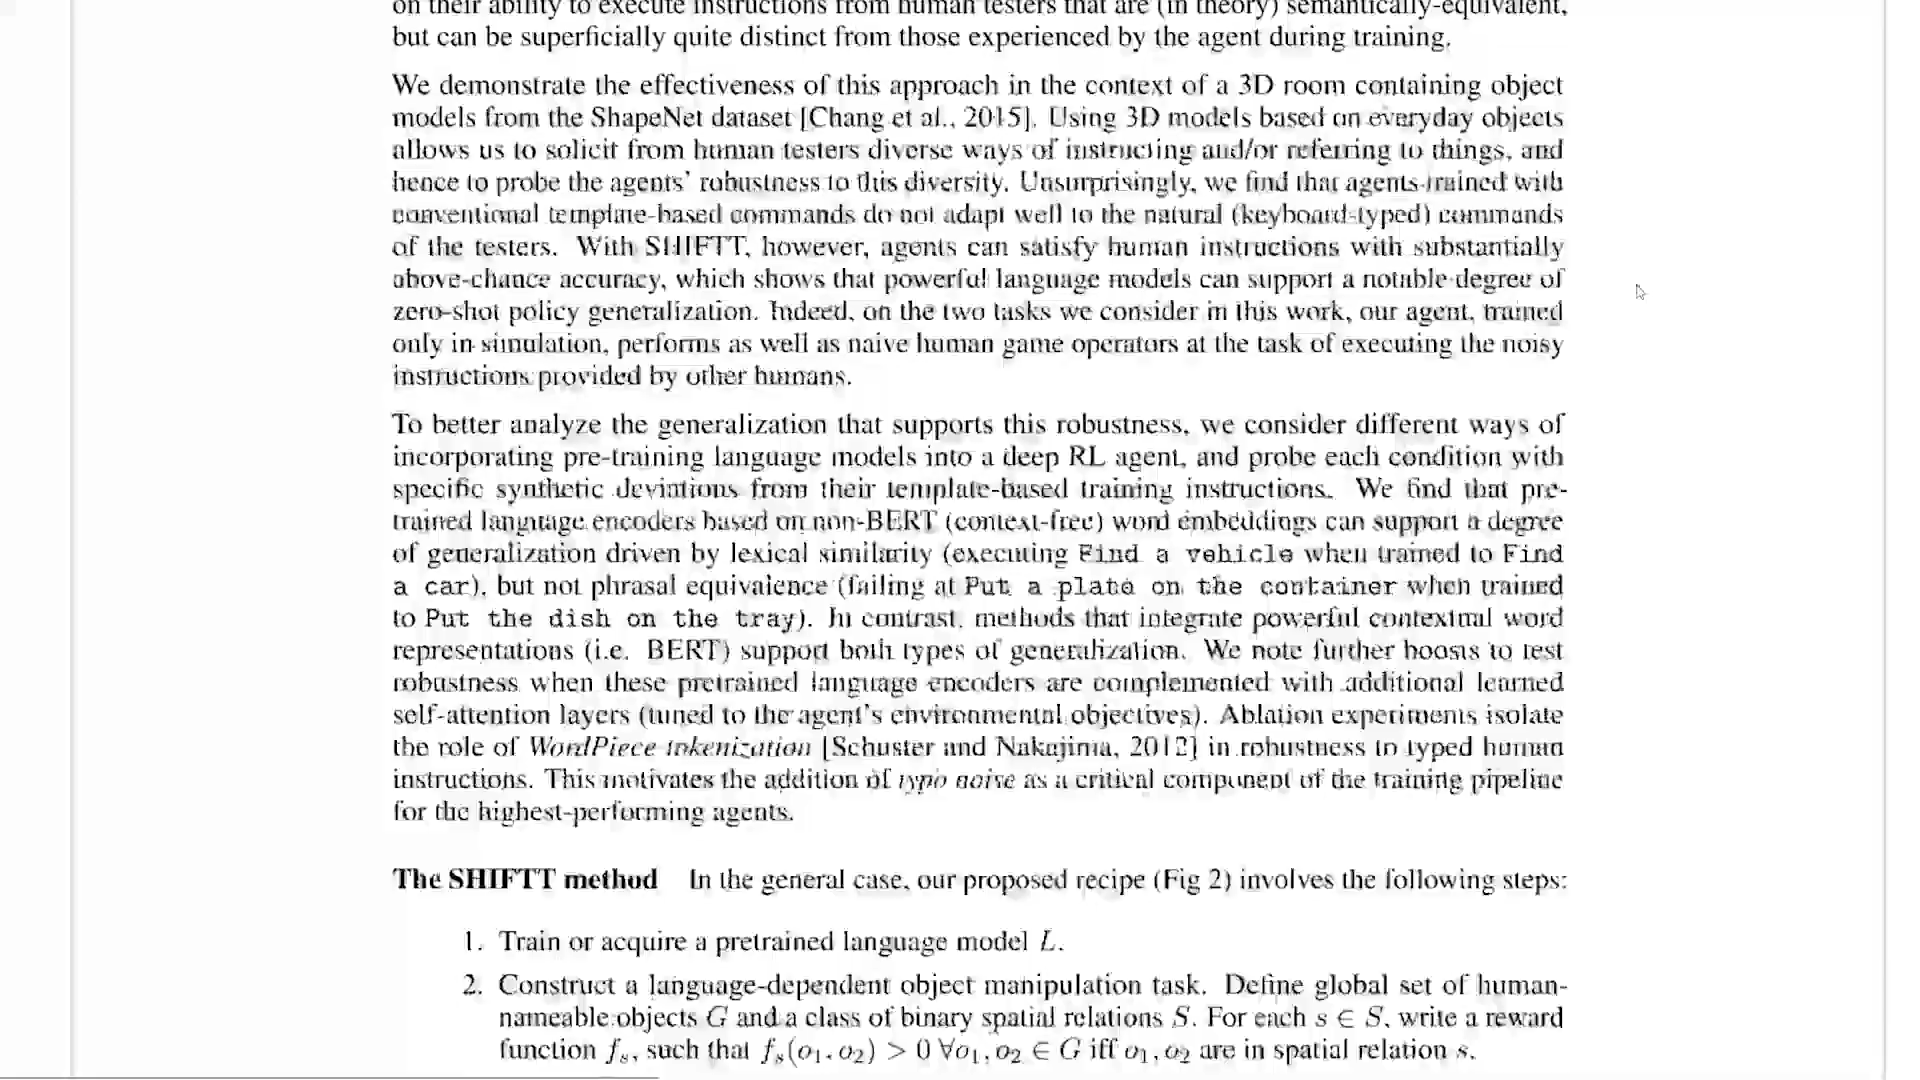 on their ability to execute instructions from human testers that are (in theory) semantically-equivalent,
but can be superficially quite distinct from those experienced by the agent during training.
We demonstrate the effectiveness of this approach in the context of a 3D room containing object
models from the ShapeNet dataset [Chang et al., 2015]. Using 3D models based on everyday objects
allows us to solicit from human testers diverse ways of instructing and/or referring to things, and
hence to probe the agents' robustness to this diversity. Unsurprisingly, we find that agents trained with
conventional template-based commands do not adapt well to the natural (keyboard-typed) commands
of the testers. With SHIFTT, however, agents can satisfy human instructions with substantially
above-chance accuracy, which shows that powerful language models can support a notable degree of
zero-shot policy generalization. Indeed, on the two tasks we consider in this work, our agent, trained
only in simulation, performs as well as naive human game operators at the task of executing the noisy
instructions provided by other humans.
To better analyze the generalization that supports this robustness, we consider different ways of
incorporating pre-training language models into a deep RL agent, and probe each condition with
specific synthetic deviations from their template-based training instructions. We find that pre-
trained language encoders based on non-BERT (context-free) word embeddings can support a degree
of generalization driven by lexical similarity (executing Find a vehicle when trained to Find
a car), but not phrasal equivalence (failing at Put a plate on the container when trained
to Put the dish on the tray). In contrast, methods that integrate powerful contextual word
representations (i.e. BERT) support both types of generalization. We note further boosts to test
robustness when these pretrained language encoders are complemented with additional learned
self-attention layers (tuned to the agent's environmental objectives). Ablation experiments isolate
the role of WordPiece tokenization [Schuster and Nakajima, 2012] in robustness to typed human
instructions. This motivates the addition of typo noise as a critical component of the training pipeline
for the highest-performing agents.
The SHIFTT method In the general case, our proposed recipe (Fig 2) involves the following steps:
1. Train or acquire a pretrained language model L.
2. Construct a language-dependent object manipulation task. Define global set of human-
nameable objects G and a class of binary spatial relations S. For each s ∈ S, write a reward
function fₛ, such that fₛ(o₁, o₂) > 0 ∀o₁, o₂ ∈ G iff o₁, o₂ are in spatial relation s.